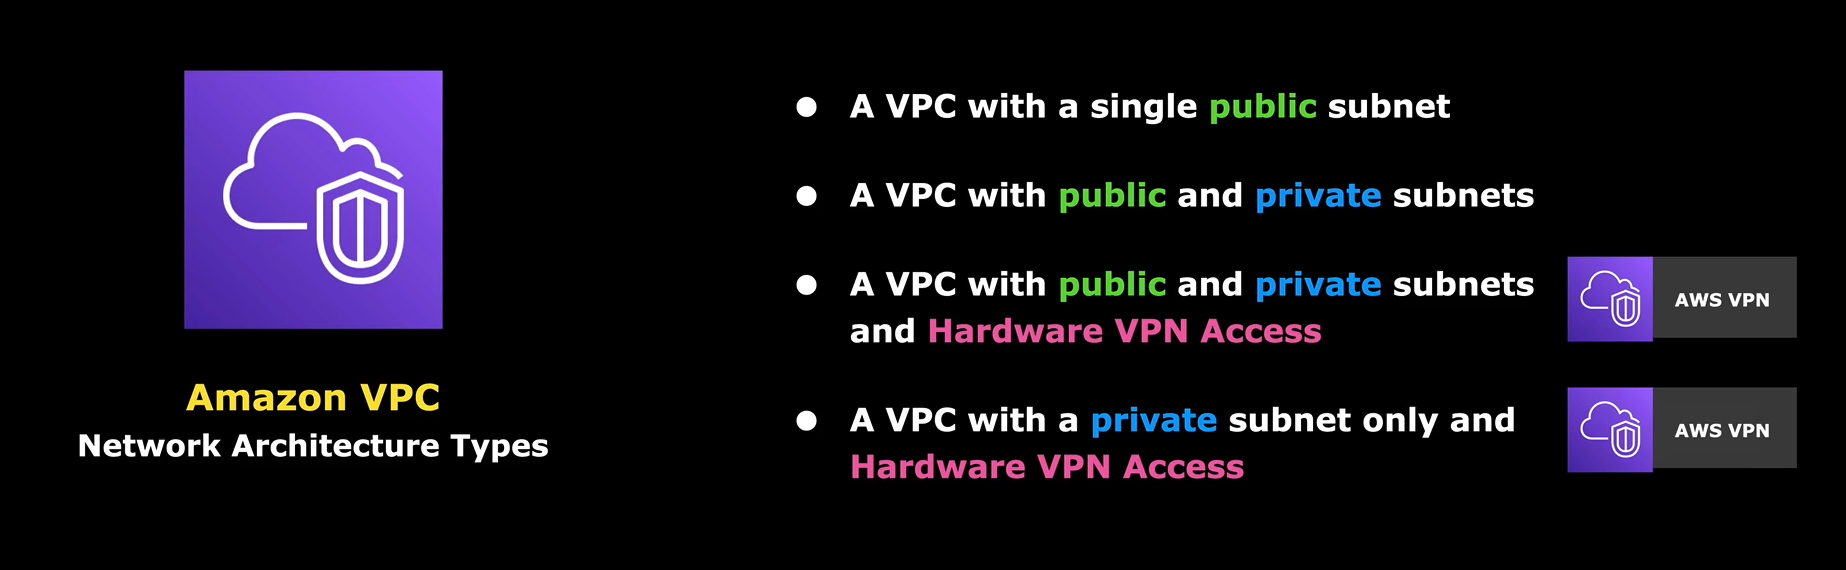 Amazon VPC
Network Architecture Types
● A VPC with a single public subnet
● A VPC with public and private subnets
● A VPC with public and private subnets
and Hardware VPN Access
AWS VPN
● A VPC with a private subnet only and
Hardware VPN Access
AWS VPN